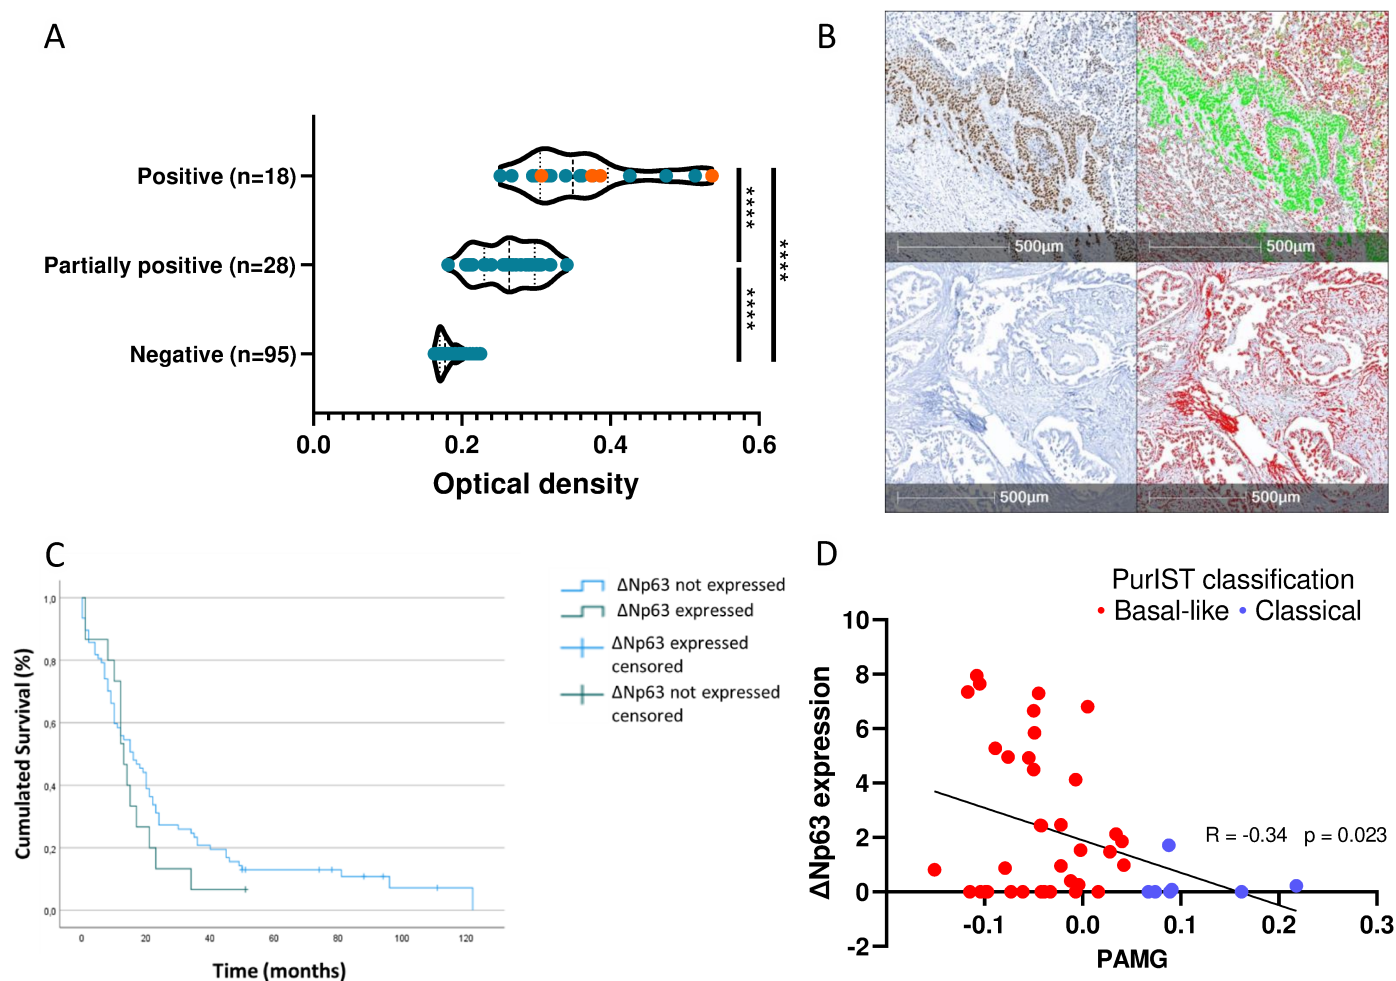 A
Positive (n=18)
Partially positive (n=28)
Negative (n=95)
****
****
****
0.0
0.2
0.4
0.6
Optical density
B
500µm
500µm
500µm
500µm
C
1,0
0,8
0,6
0,4
0,2
0,0
Cumulated Survival (%)
0
20
40
60
80
100
120
Time (months)
ΔNp63 not expressed
ΔNp63 expressed
ΔNp63 expressed
censored
ΔNp63 not expressed
censored
D
PurIST classification
Basal-like
Classical
10
8
6
4
2
0
-2
ΔNp63 expression
R = -0.34 p = 0.023
-0.1
0.0
0.1
0.2
0.3
PAMG